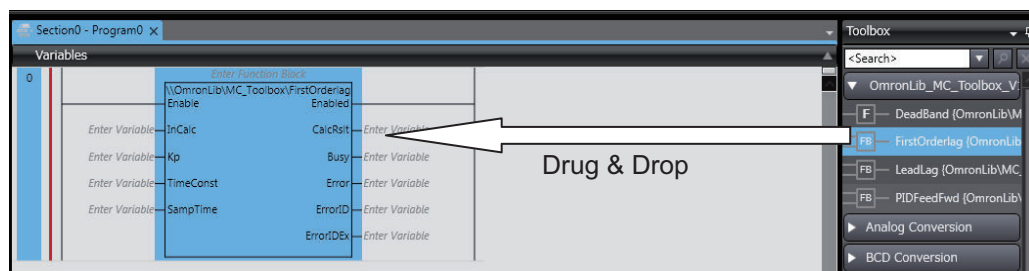 Section0 - Program0
Toolbox
Variables
<Search>
0
Enter Function Block
\\OmronLib\MC_Toolbox\FirstOrderlag
Enable Enabled
Enter Variable InCalc CalcRslt Enter Variable
Enter Variable Kp Busy Enter Variable
Enter Variable TimeConst Error Enter Variable
Enter Variable SampTime ErrorID Enter Variable
ErrorIDEx Enter Variable
Drug & Drop
OmronLib_MC_Toolbox_V
F DeadBand {OmronLib\M
FB FirstOrderlag {OmronLib
FB LeadLag {OmronLib\MC_
FB PIDFeedFwd {OmronLib\
Analog Conversion
BCD Conversion